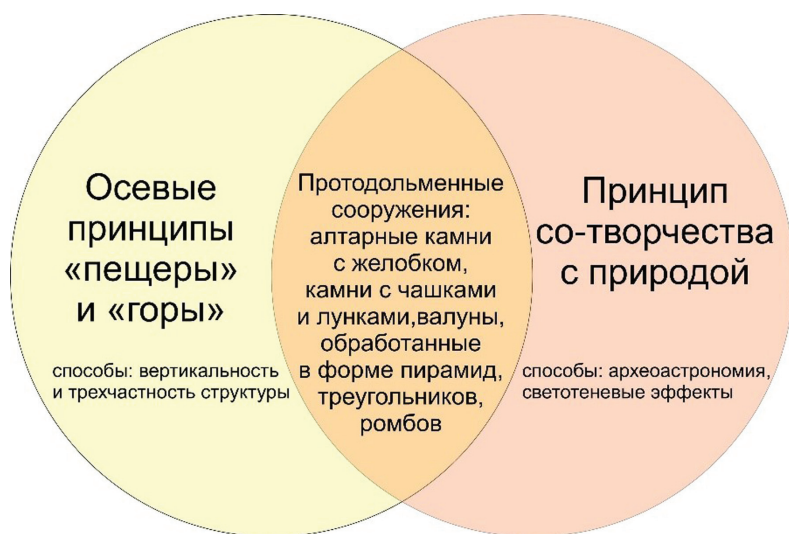 Осевые
принципы
«пещеры»
и «горы»
способы: вертикальность
и трехчастность структуры
Протодольменные
сооружения:
алтарные камни
с желобком,
камни с чашками
и лунками,валуны,
обработанные
в форме пирамид,
треугольников,
ромбов
Принцип
со-творчества
с природой
способы: археоастрономия,
светотеневые эффекты